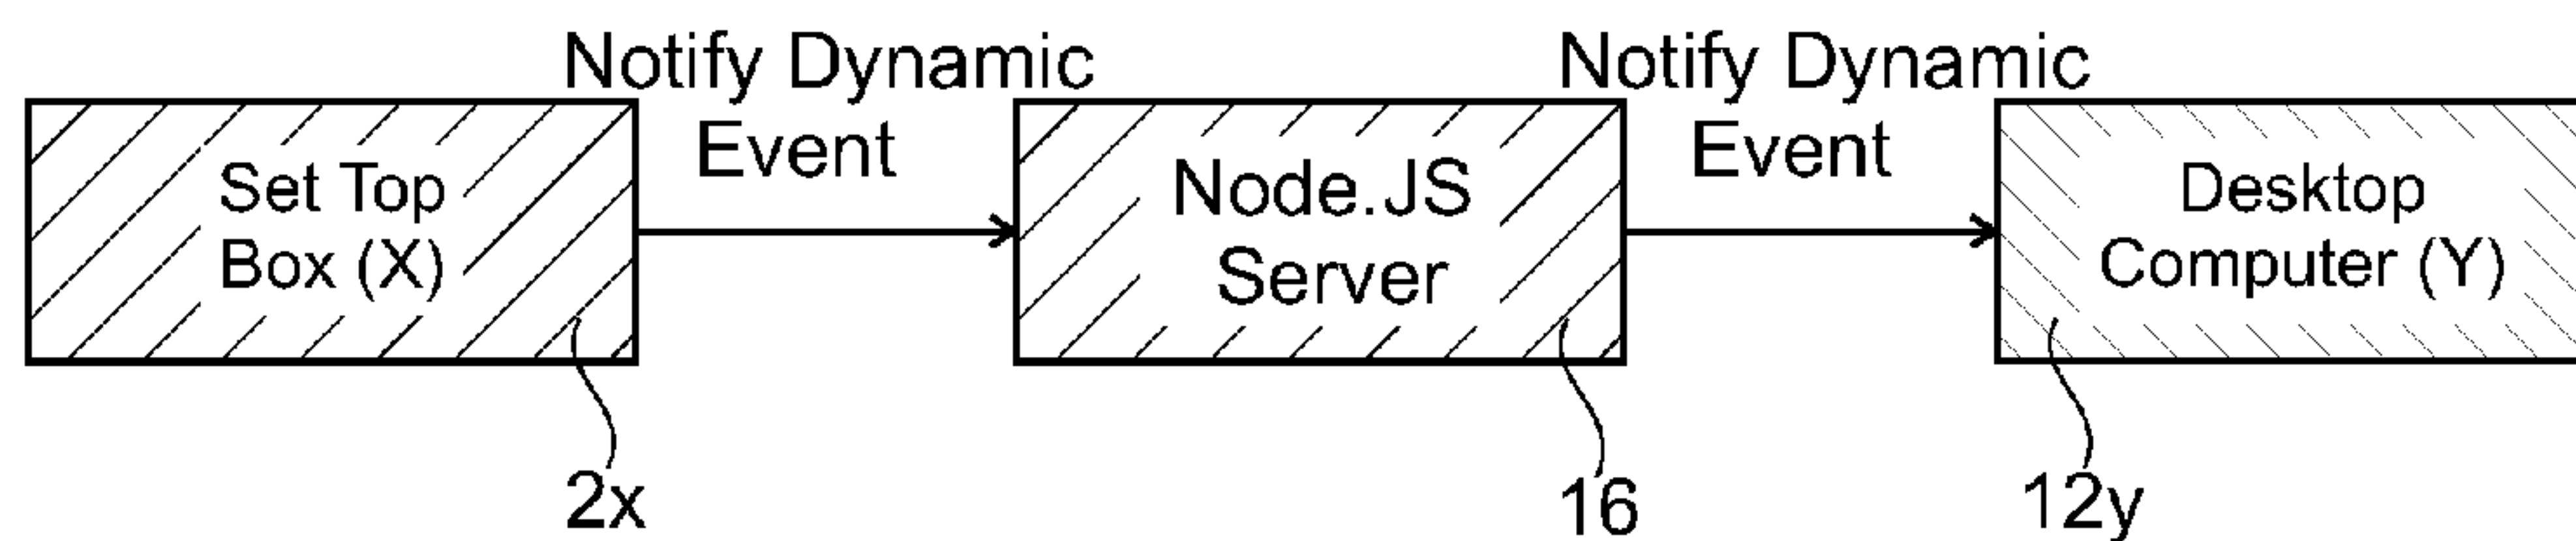 Notify Dynamic
Event
Notify Dynamic
Event
Set Top
Box (X)
Node.JS
Server
Desktop
Computer (Y)
2x
16
12y